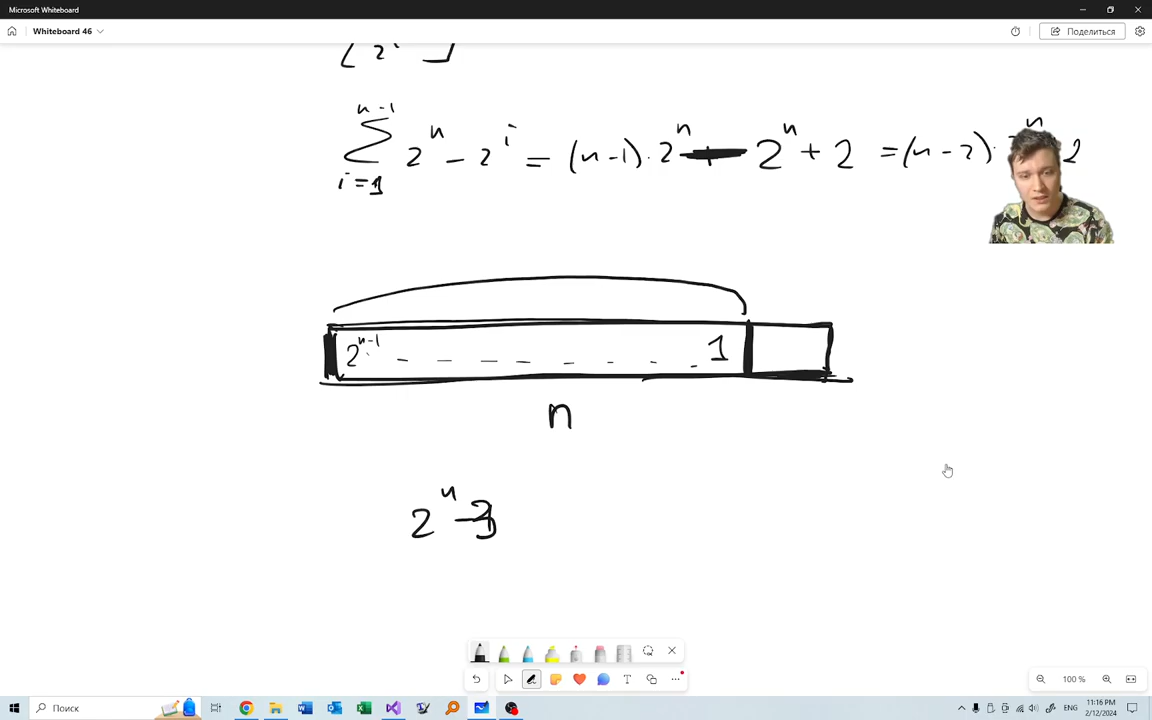 Microsoft Whiteboard
Whiteboard 46
Поделиться
[2^i]
n-1
∑ 2^n - 2^i = (n-1)·2^n - 2^n + 2 = (n-2)· 2
i=1
2^{n-1} - - - - - - - 1
n
2^n -
100 %
Поиск
ENG
11:16 PM
2/12/2024